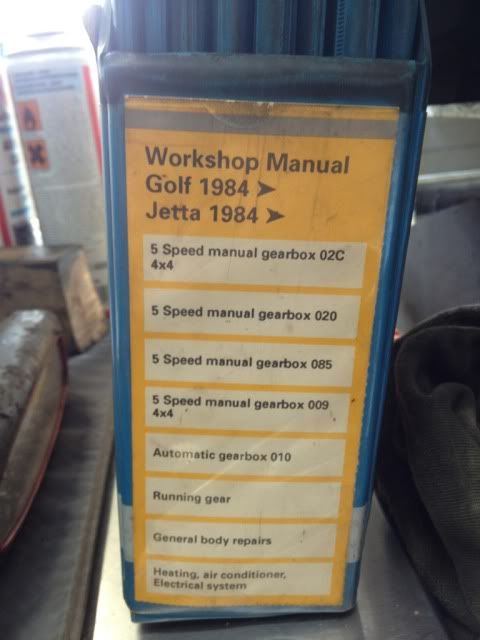 Workshop Manual
Golf 1984 ➤
Jetta 1984 ➤
5 Speed manual gearbox 02C
4x4
5 Speed manual gearbox 020
5 Speed manual gearbox 085
5 Speed manual gearbox 009
4x4
Automatic gearbox 010
Running gear
General body repairs
Heating, air conditioner,
Electrical system